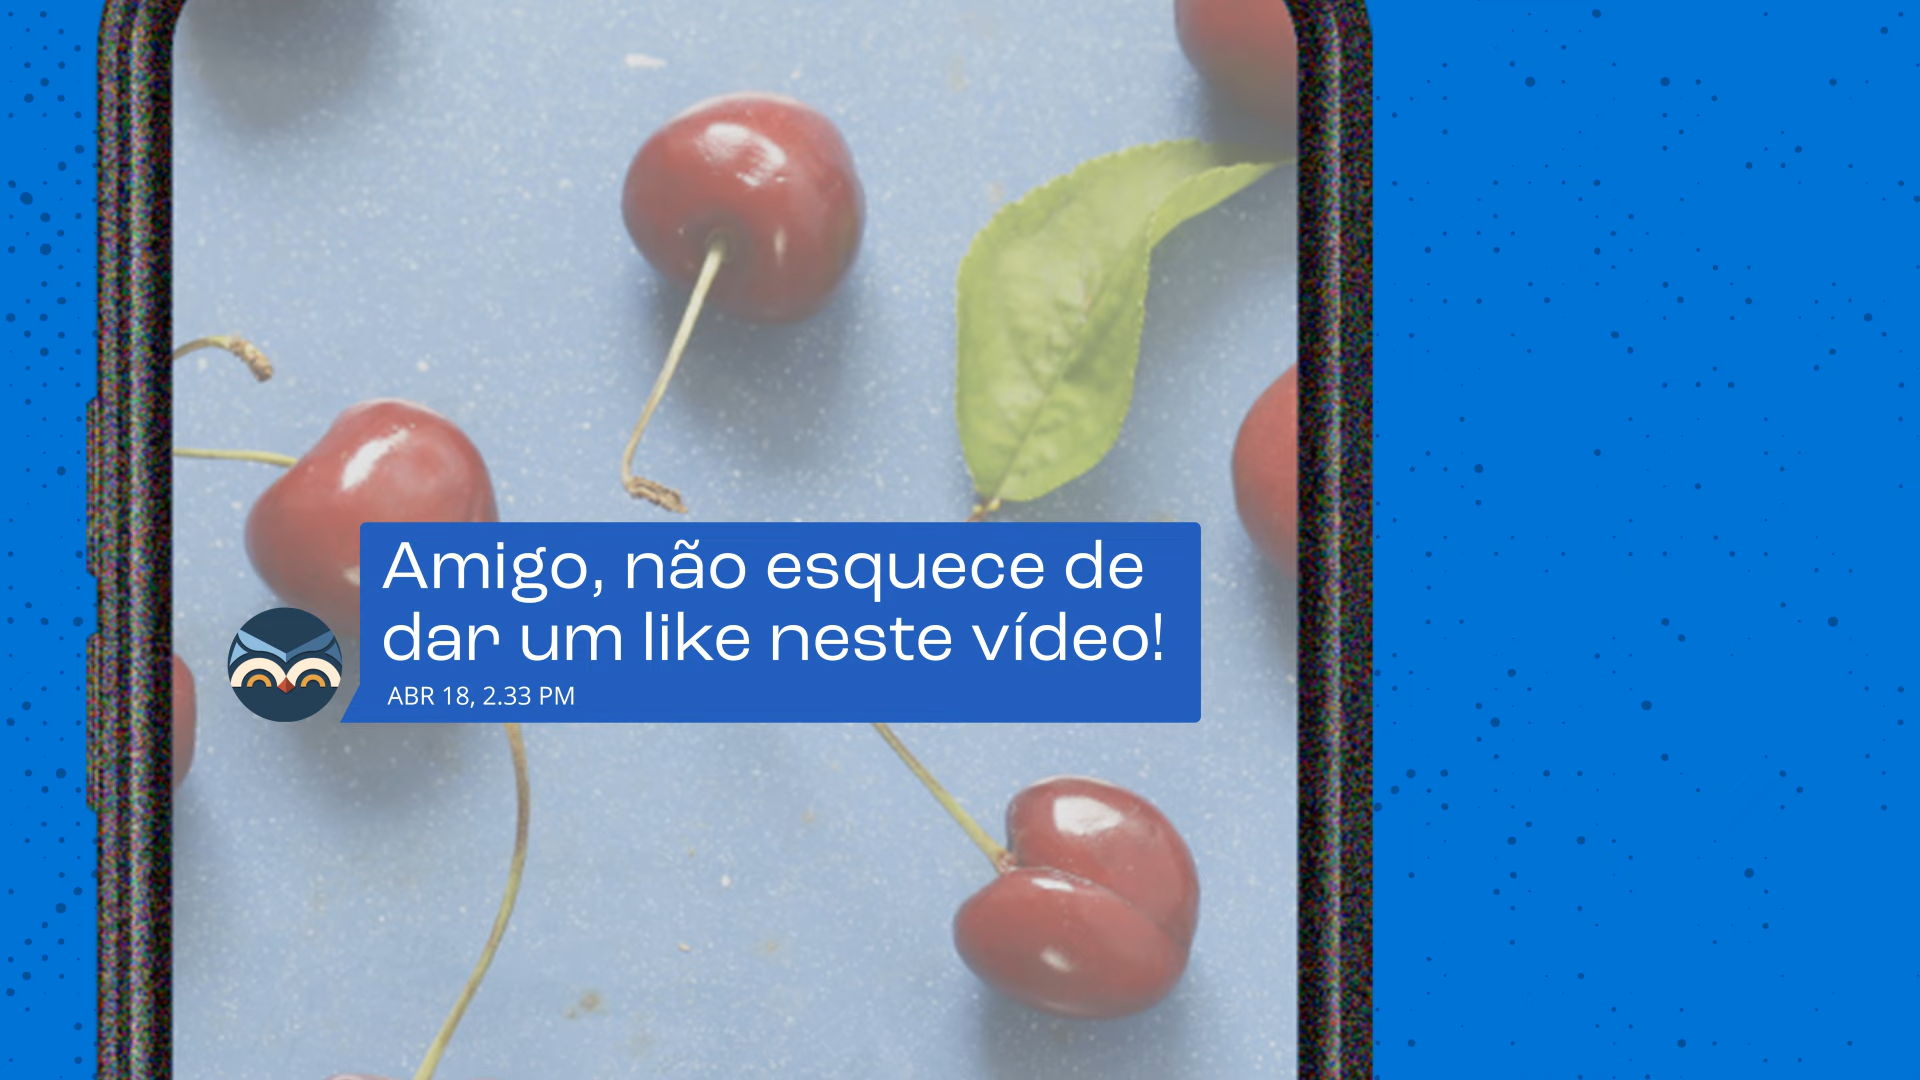 Amigo, não esquece de
dar um like neste vídeo!
ABR 18, 2.33 PM